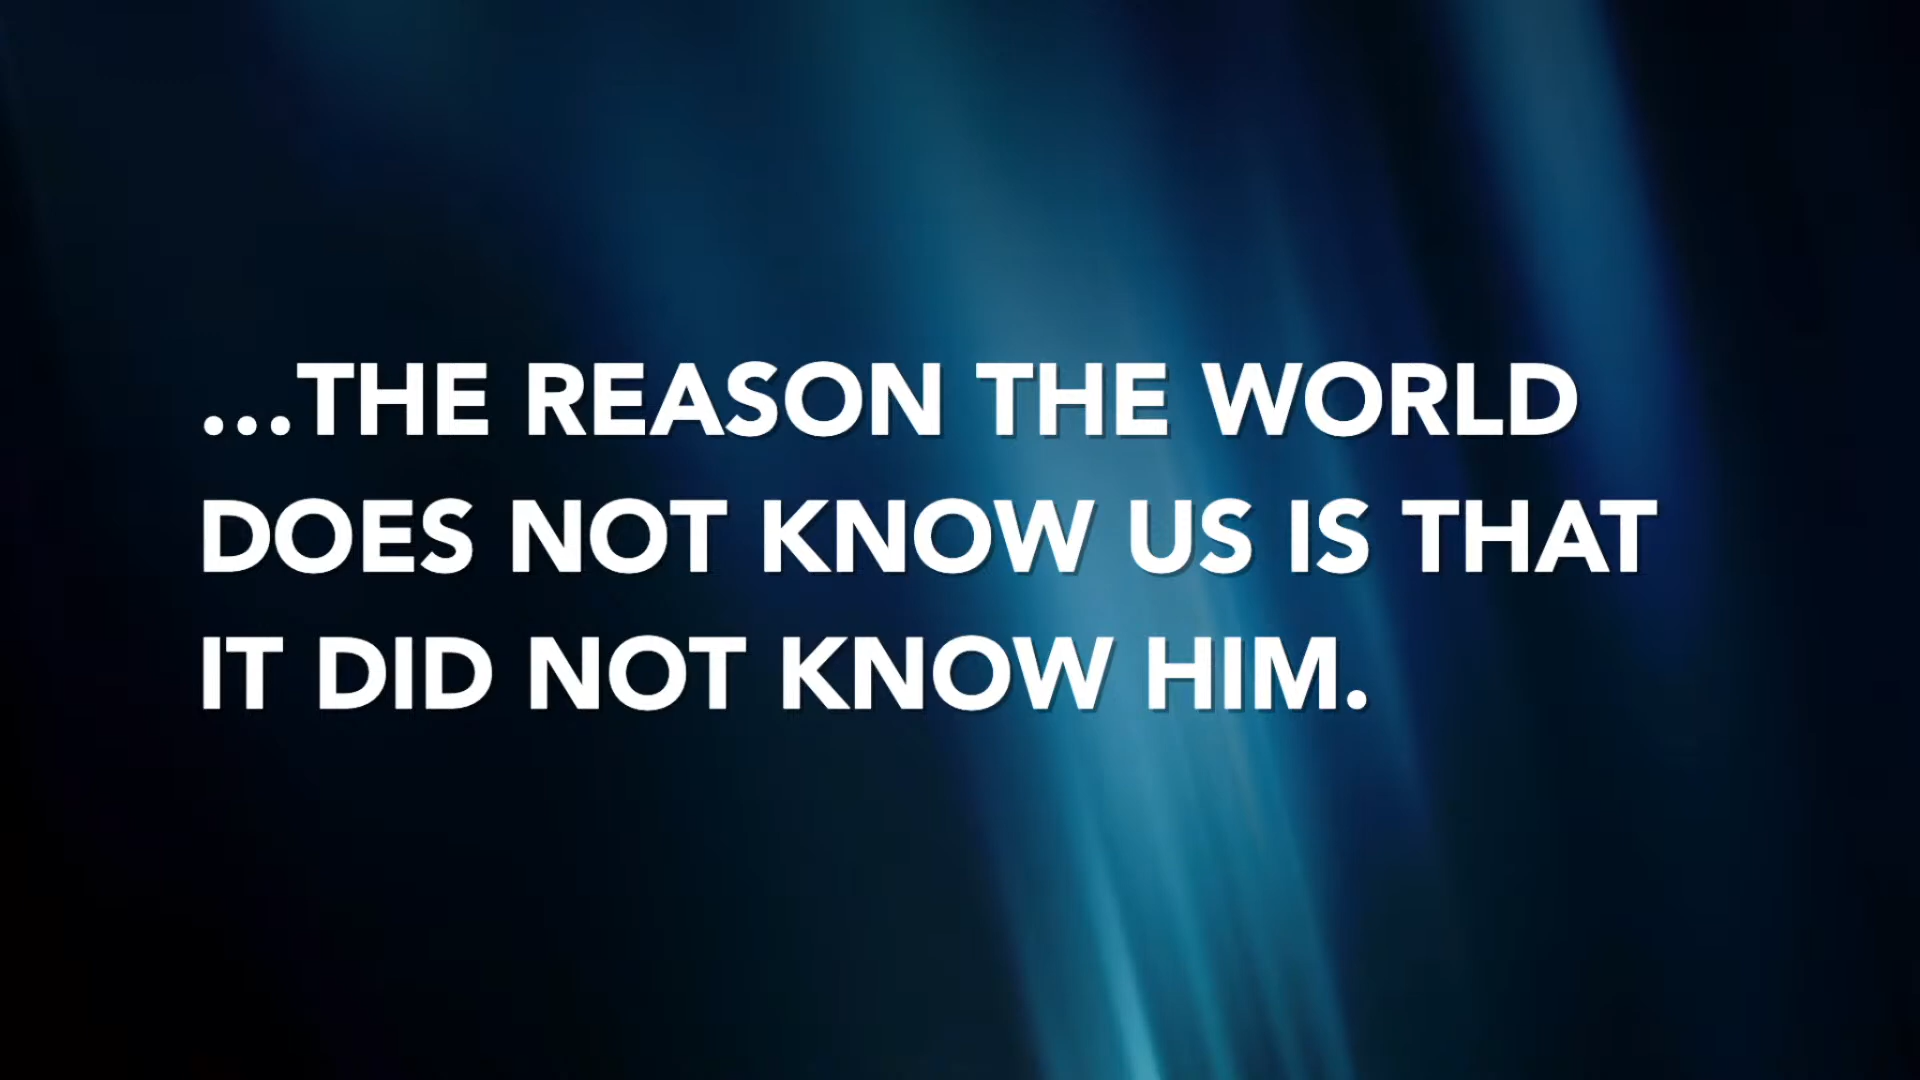 ...THE REASON THE WORLD
DOES NOT KNOW US IS THAT
IT DID NOT KNOW HIM.